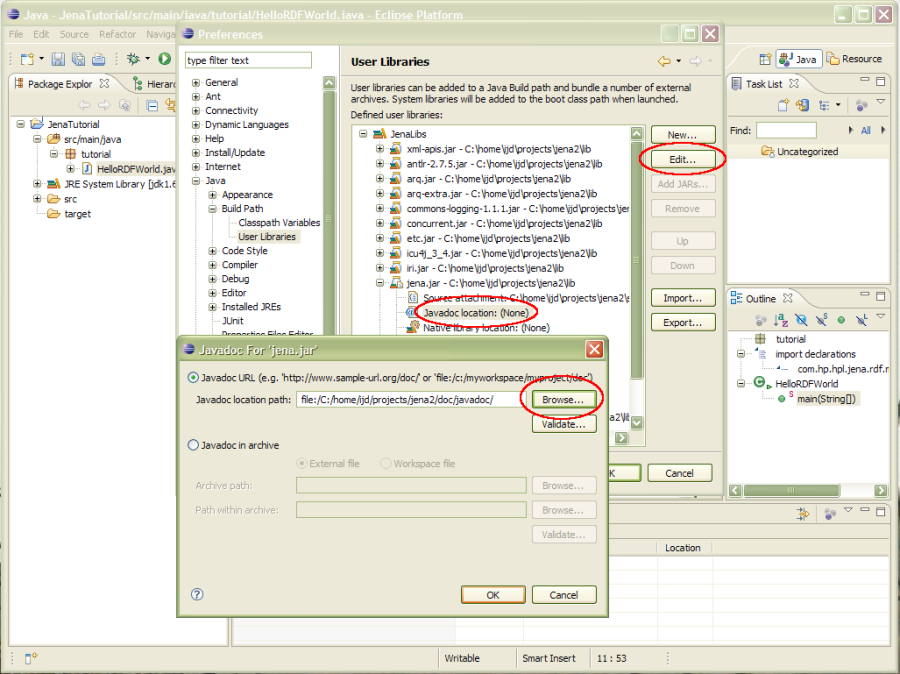 Java - JenaTutorial/src/main/java/tutorial/HelloRDFWorld.java - Eclipse Platform
File Edit Source Refactor Naviga
Java
Resource
Package Explor
Hierar
JenaTutorial
src/main/java
tutorial
HelloRDFWorld.jav
JRE System Library [jdk1.6
src
target
Preferences
type filter text
General
Ant
Connectivity
Dynamic Languages
Help
Install/Update
Internet
Java
Appearance
Build Path
Classpath Variables
User Libraries
Code Style
Compiler
Debug
Editor
Installed JREs
JUnit
Properties Files Editor
User Libraries
User libraries can be added to a Java Build path and bundle a number of external
archives. System libraries will be added to the boot class path when launched.
Defined user libraries:
JenaLibs
xml-apis.jar - C:\home\ijd\projects\jena2\lib
antlr-2.7.5.jar - C:\home\ijd\projects\jena2\lib
arq.jar - C:\home\ijd\projects\jena2\lib
arq-extra.jar - C:\home\ijd\projects\jena2\lib
commons-logging-1.1.1.jar - C:\home\ijd\projects\je
concurrent.jar - C:\home\ijd\projects\jena2\lib
etc.jar - C:\home\ijd\projects\jena2\lib
icu4j_3_4.jar - C:\home\ijd\projects\jena2\lib
iri.jar - C:\home\ijd\projects\jena2\lib
jena.jar - C:\home\ijd\projects\jena2\lib
Source attachment: C:\home\ijd\projects\jena2\s
Javadoc location: (None)
Native library location: (None)
a2\lib
New...
Edit...
Add JARs...
Remove
Up
Down
Import...
Export...
K
Cancel
Task List
Find:
All
Uncategorized
Outline
tutorial
import declarations
com.hp.hpl.jena.rdf.m
HelloRDFWorld
S
main(String[])
Javadoc For 'jena.jar'
Javadoc URL (e.g. 'http://www.sample-url.org/doc/' or 'file:/c:/myworkspace/myproject/doc')
Javadoc location path: file:/C:/home/ijd/projects/jena2/doc/javadoc/ Browse...
Validate...
Javadoc in archive
External file Workspace file
Archive path: Browse...
Path within archive: Browse...
Validate...
OK Cancel
Location
Writable Smart Insert 11 : 53